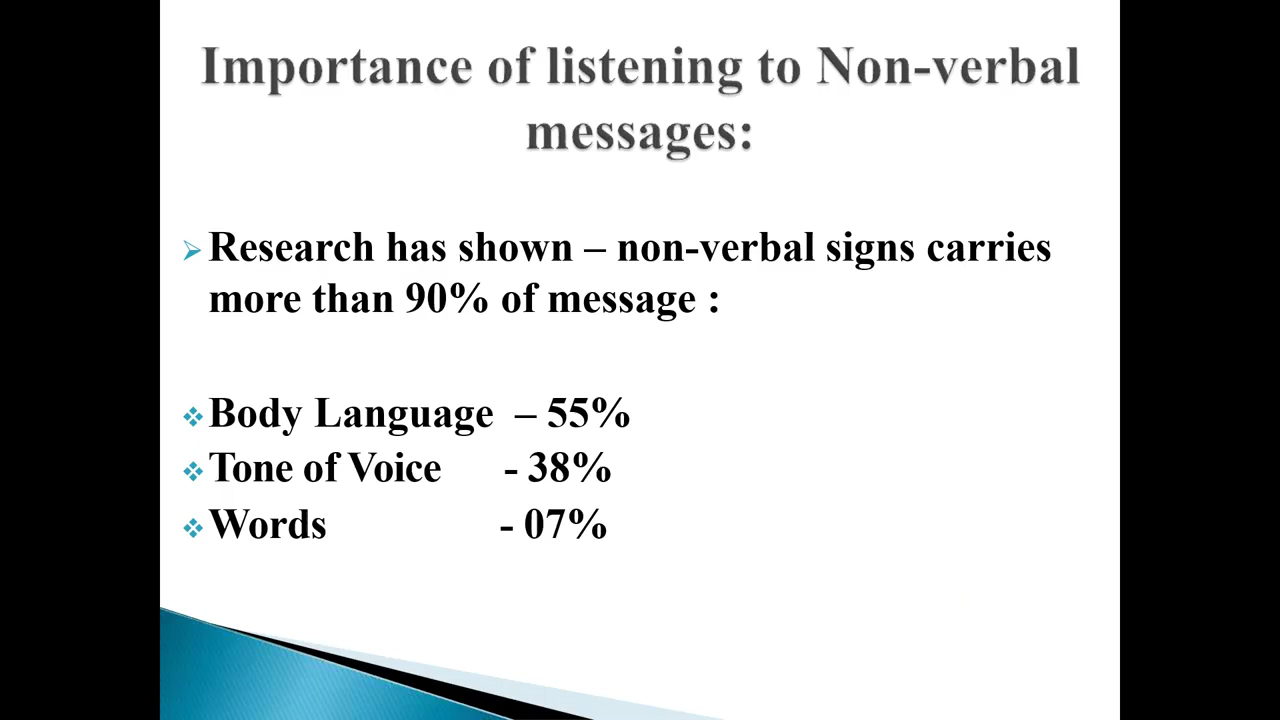 Importance of listening to Non-verbal
messages:
Research has shown – non-verbal signs carries
more than 90% of message :
Body Language – 55%
Tone of Voice - 38%
Words - 07%